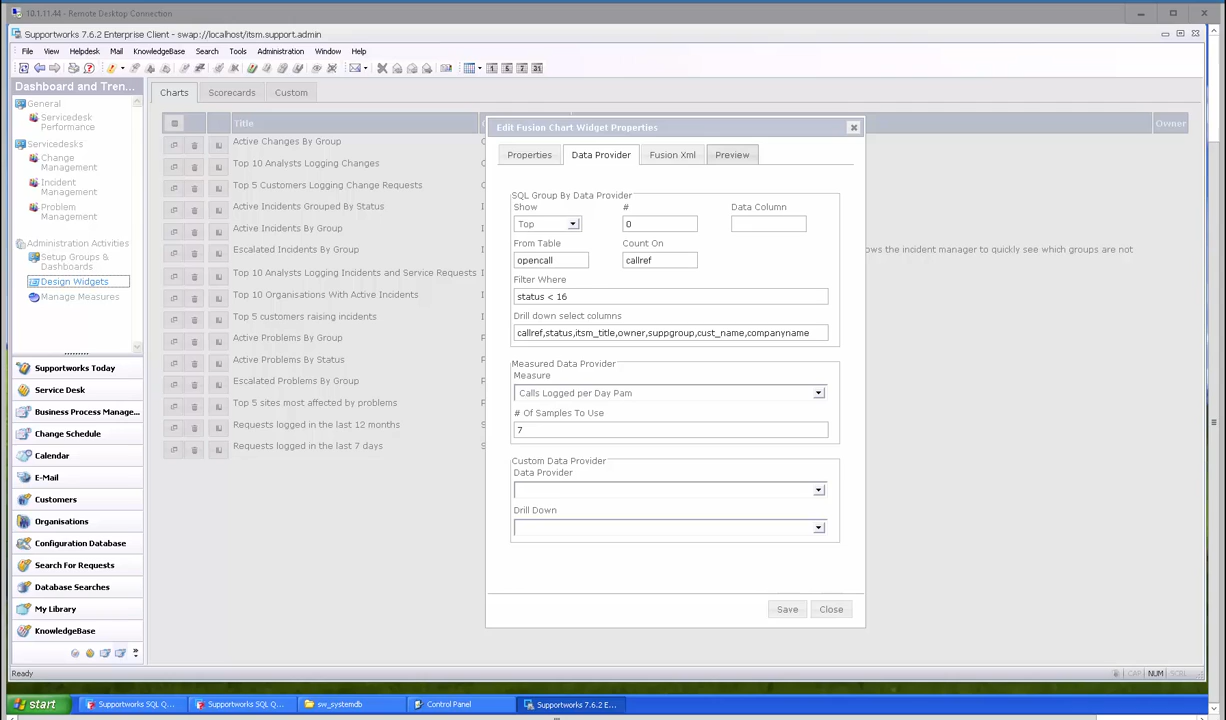 10.1.11.44 - Remote Desktop Connection
Supportworks 7.6.2 Enterprise Client - swap://localhost/itsm.support.admin
File View Helpdesk Mail KnowledgeBase Search Tools Administration Window Help
Dashboard and Tren...
General
Servicedesk
Performance
Servicedesks
Change
Management
Incident
Management
Problem
Management
Administration Activities
Setup Groups &
Dashboards
Design Widgets
Manage Measures
Supportworks Today
Service Desk
Business Process Manage...
Change Schedule
Calendar
E-Mail
Customers
Organisations
Configuration Database
Search For Requests
Database Searches
My Library
KnowledgeBase
Charts Scorecards Custom
Title
Owner
Active Changes By Group
Top 10 Analysts Logging Changes
Top 5 Customers Logging Change Requests
Active Incidents Grouped By Status
Active Incidents By Group
Escalated Incidents By Group
ows the incident manager to quickly see which groups are not
Top 10 Analysts Logging Incidents and Service Requests
Top 10 Organisations With Active Incidents
Top 5 customers raising incidents
Active Problems By Group
Active Problems By Status
Escalated Problems By Group
Top 5 sites most affected by problems
Requests logged in the last 12 months
Requests logged in the last 7 days
Edit Fusion Chart Widget Properties
Properties Data Provider Fusion Xml Preview
SQL Group By Data Provider
Show # Data Column
Top 0
From Table Count On
opencall callref
Filter Where
status < 16
Drill down select columns
callref,status,itsm_title,owner,suppgroup,cust_name,companyname
Measured Data Provider
Measure
Calls Logged per Day Pam
# Of Samples To Use
7
Custom Data Provider
Data Provider
Drill Down
Save Close
Ready
CAP NUM SCRL
start Supportworks SQL Q... Supportworks SQL Q... sw_systemdb Control Panel Supportworks 7.6.2 E...